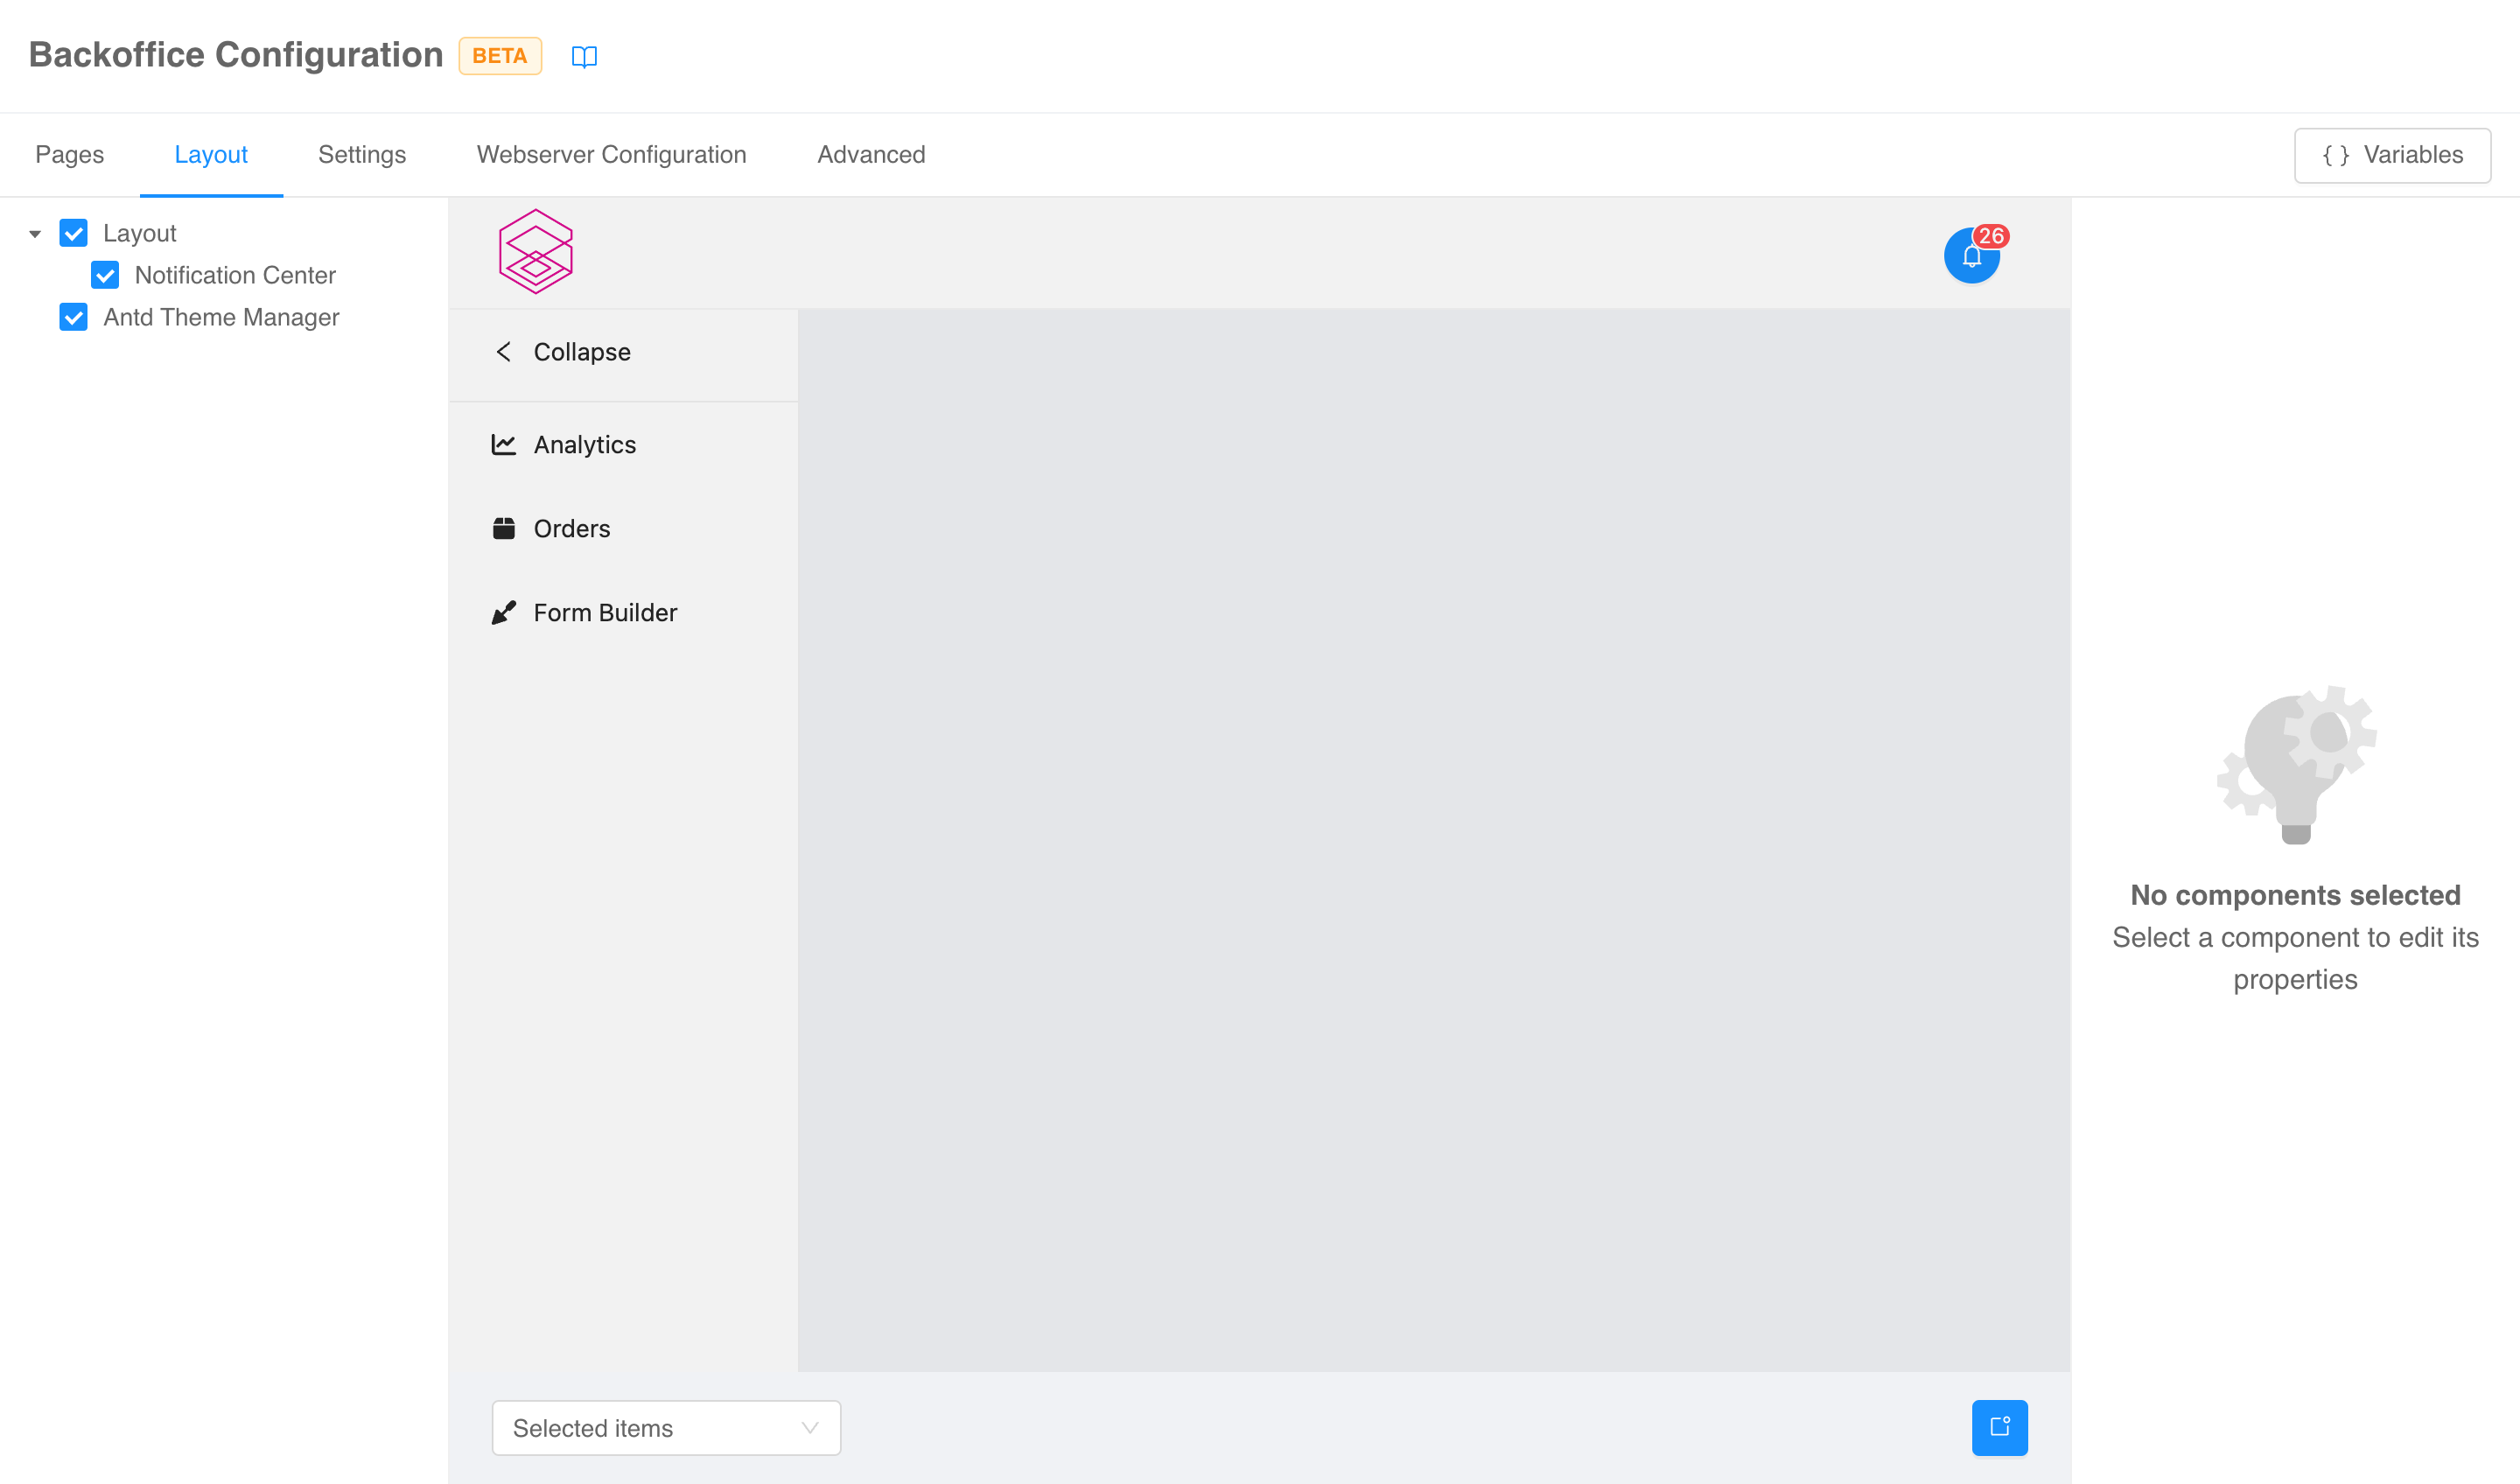 Backoffice Configuration BETA
Pages Layout Settings Webserver Configuration Advanced { } Variables
Layout
Notification Center
Antd Theme Manager
26
Collapse
Analytics
Orders
Form Builder
No components selected
Select a component to edit its
properties
Selected items